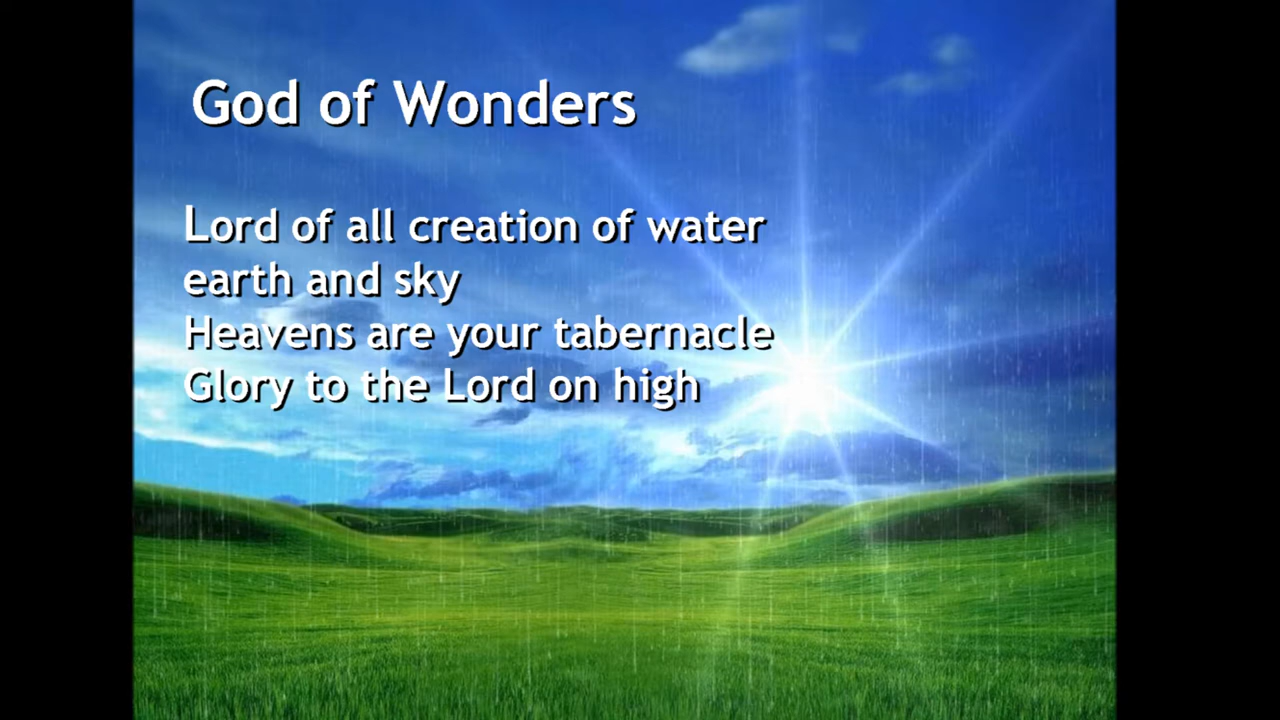 God of Wonders
Lord of all creation of water
earth and sky
Heavens are your tabernacle
Glory to the Lord on high